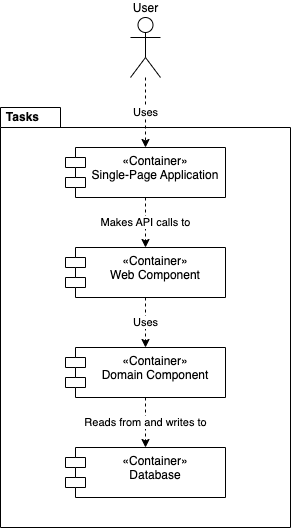 User
Uses
Tasks
«Container»
Single-Page Application
Makes API calls to
«Container»
Web Component
Uses
«Container»
Domain Component
Reads from and writes to
«Container»
Database